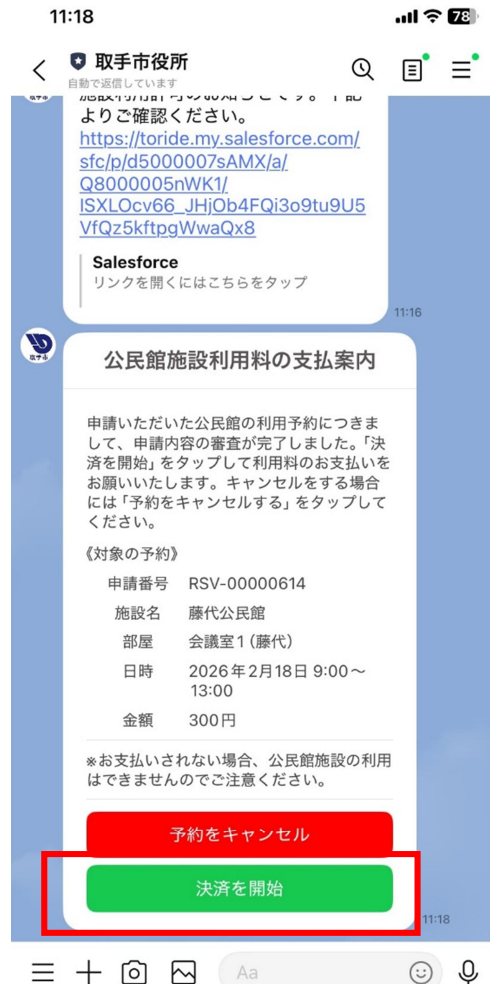 11:18
78
取手市役所
自動で返信しています
施設利用許可のお知らせです。下記
よりご確認ください。
https://toride.my.salesforce.com/
sfc/p/d5000007sAMX/a/
Q8000005nWK1/
ISXLOcv66_JHjOb4FQi3o9tu9U5
VfQz5kftpgWwaQx8
Salesforce
リンクを開くにはこちらをタップ
11:16
取手市
公民館施設利用料の支払案内
申請いただいた公民館の利用予約につきま
して、申請内容の審査が完了しました。「決
済を開始」をタップして利用料のお支払いを
お願いいたします。キャンセルをする場合
には「予約をキャンセルする」をタップして
ください。
《対象の予約》
申請番号 RSV-00000614
施設名 藤代公民館
部屋 会議室1(藤代)
日時 2026年2月18日 9:00～
13:00
金額 300円
※お支払いされない場合、公民館施設の利用
はできませんのでご注意ください。
予約をキャンセル
決済を開始
11:18
Aa